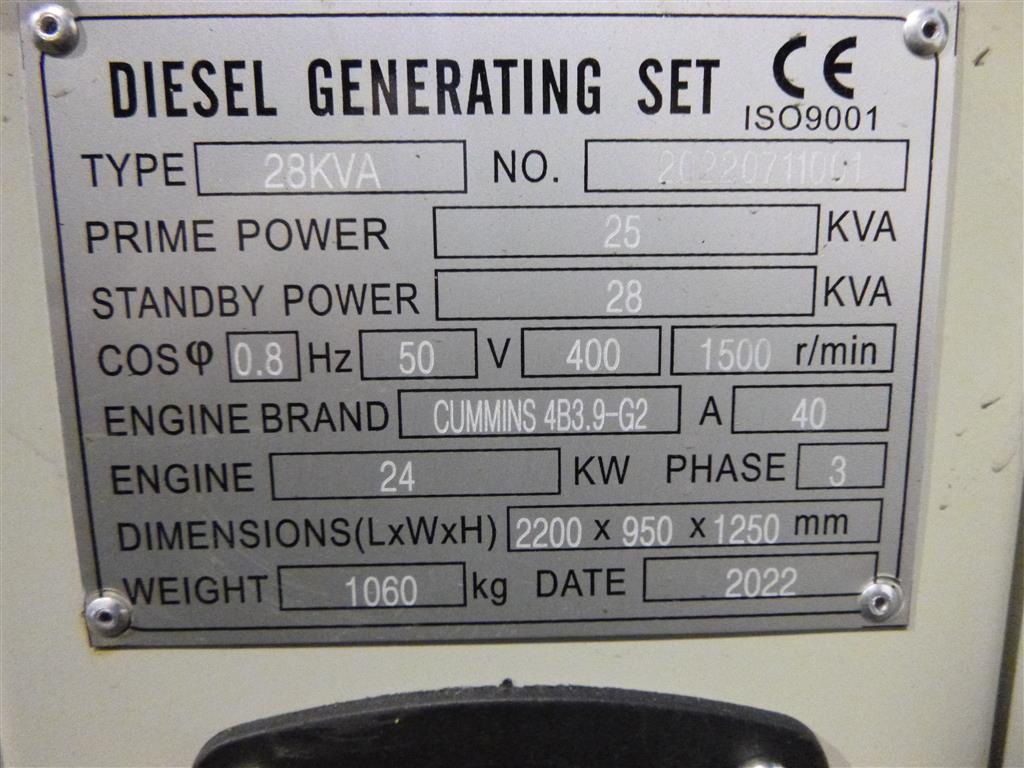 DIESEL GENERATING SET CE
ISO9001
TYPE 28KVA NO. 20220711001
PRIME POWER 25 KVA
STANDBY POWER 28 KVA
COSφ 0.8 Hz 50 V 400 1500 r/min
ENGINE BRAND CUMMINS 4B3.9-G2 A 40
ENGINE 24 KW PHASE 3
DIMENSIONS(LxWxH) 2200 x 950 x 1250 mm
WEIGHT 1060 kg DATE 2022